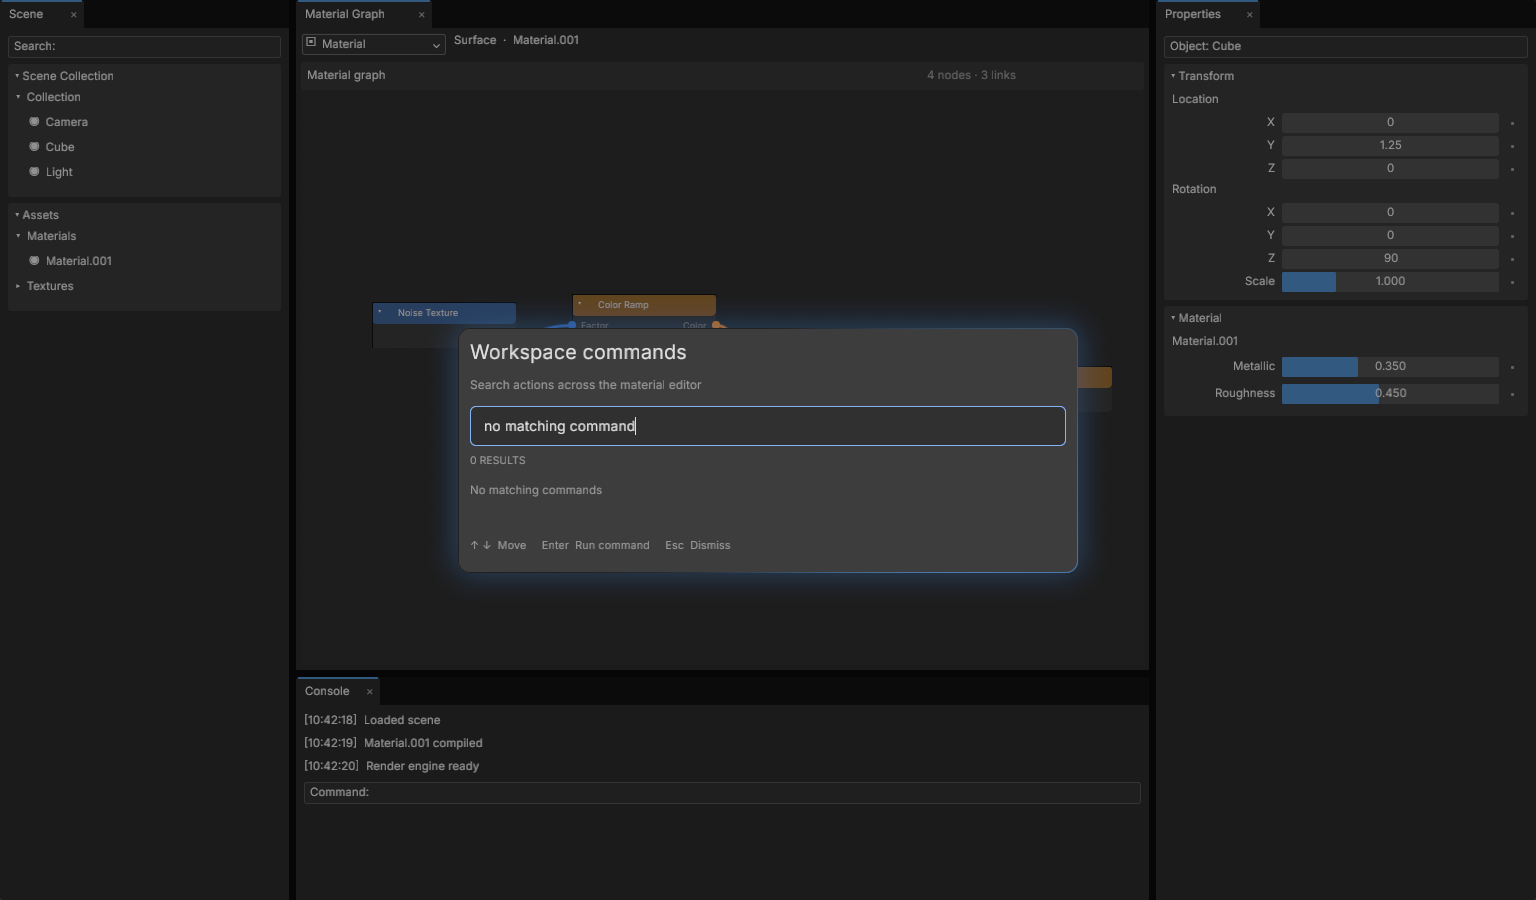 Scene
Search:
Scene Collection
Collection
Camera
Cube
Light
Assets
Materials
Material.001
Textures
Material Graph
Material
Surface · Material.001
Material graph
4 nodes · 3 links
Noise Texture
Color Ramp
Factor
Color
Workspace commands
Search actions across the material editor
no matching command
0 RESULTS
No matching commands
↑ ↓ Move Enter Run command Esc Dismiss
Console
[10:42:18] Loaded scene
[10:42:19] Material.001 compiled
[10:42:20] Render engine ready
Command:
Properties
Object: Cube
Transform
Location
X 0
Y 1.25
Z 0
Rotation
X 0
Y 0
Z 90
Scale 1.000
Material
Material.001
Metallic 0.350
Roughness 0.450